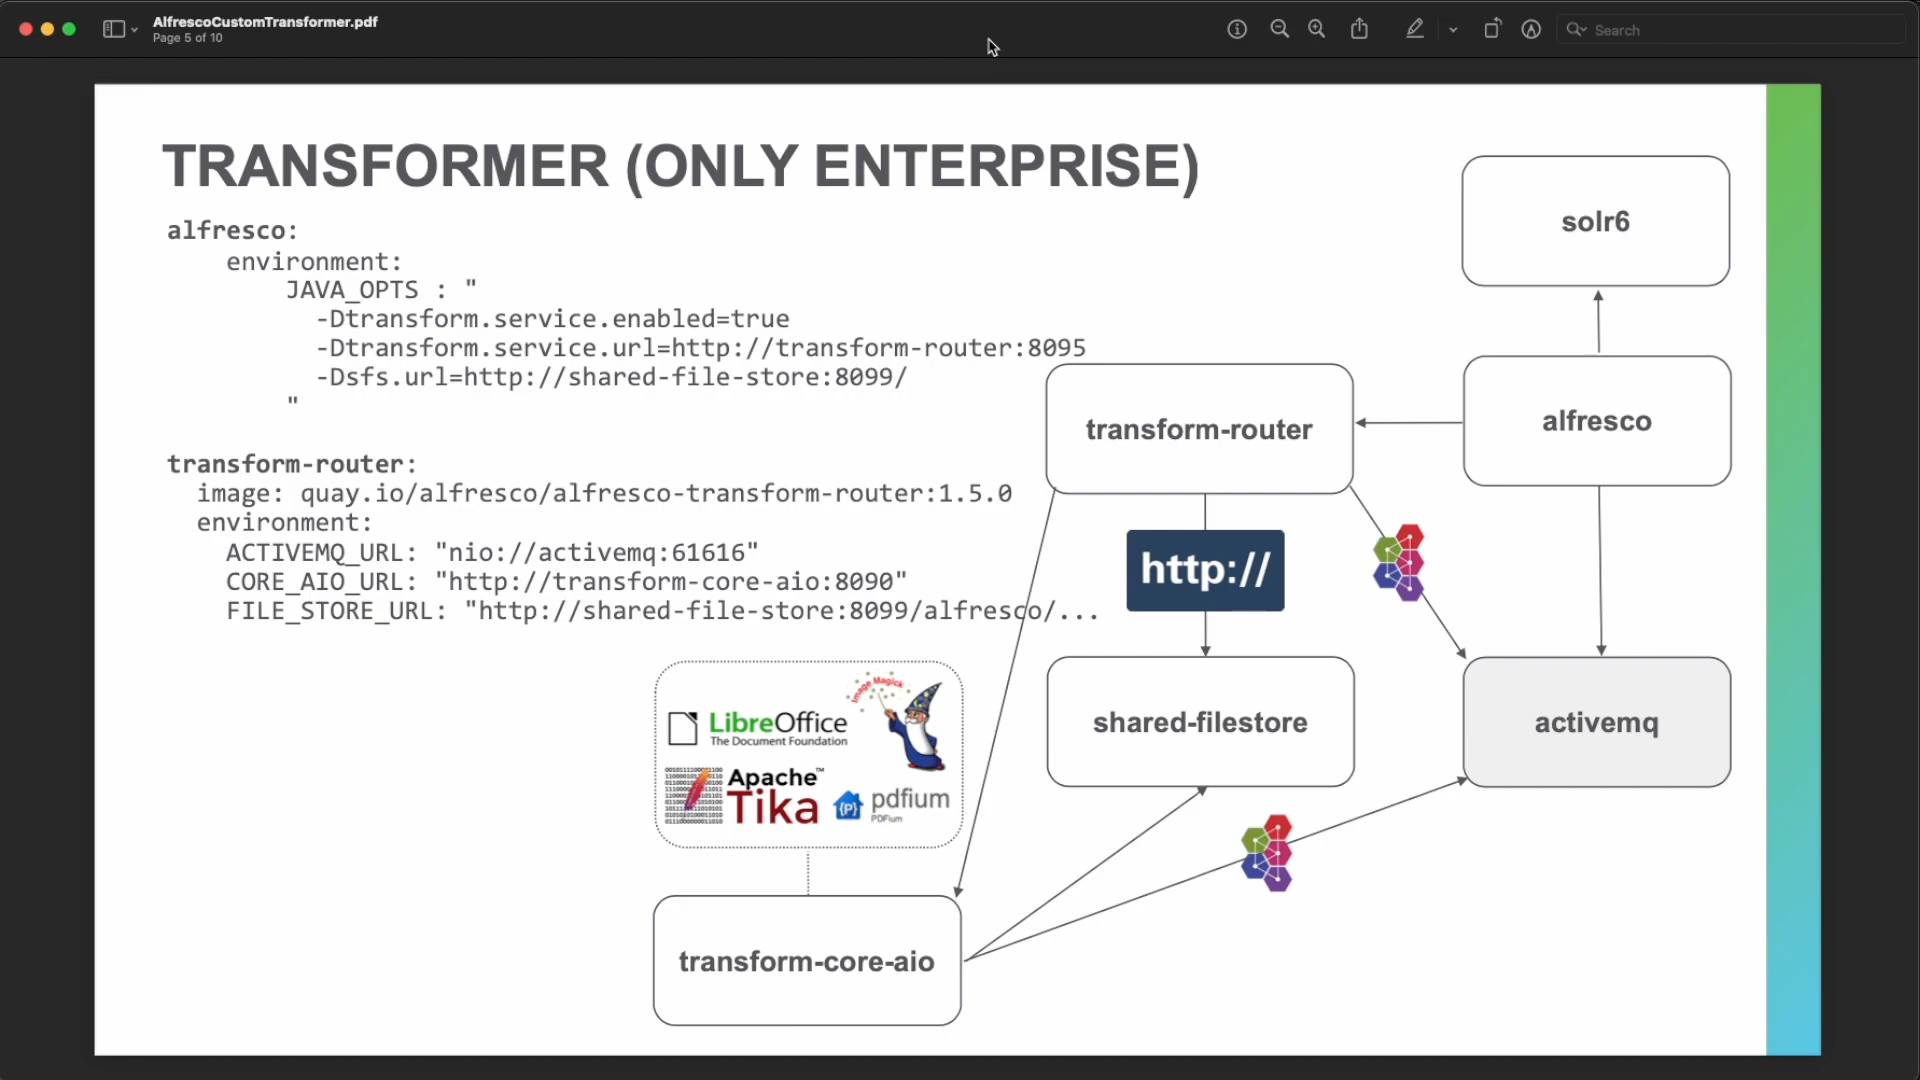 AlfrescoCustomTransformer.pdf
Page 5 of 10
Search
TRANSFORMER (ONLY ENTERPRISE)
alfresco:
environment:
JAVA_OPTS : "
-Dtransform.service.enabled=true
-Dtransform.service.url=http://transform-router:8095
-Dsfs.url=http://shared-file-store:8099/
"
transform-router:
image: quay.io/alfresco/alfresco-transform-router:1.5.0
environment:
ACTIVEMQ_URL: "nio://activemq:61616"
CORE_AIO_URL: "http://transform-core-aio:8090"
FILE_STORE_URL: "http://shared-file-store:8099/alfresco/...
solr6
transform-router
alfresco
http://
shared-filestore
activemq
Image Magick
LibreOffice
The Document Foundation
Apache™
Tika
{P}
pdfium
PDFium
transform-core-aio